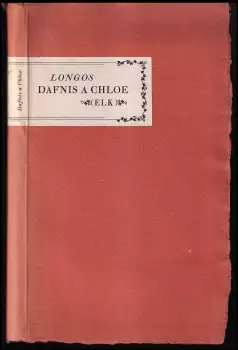 Dafnis a Chloe
LONGOS
DAFNIS A CHLOE
(ELK)